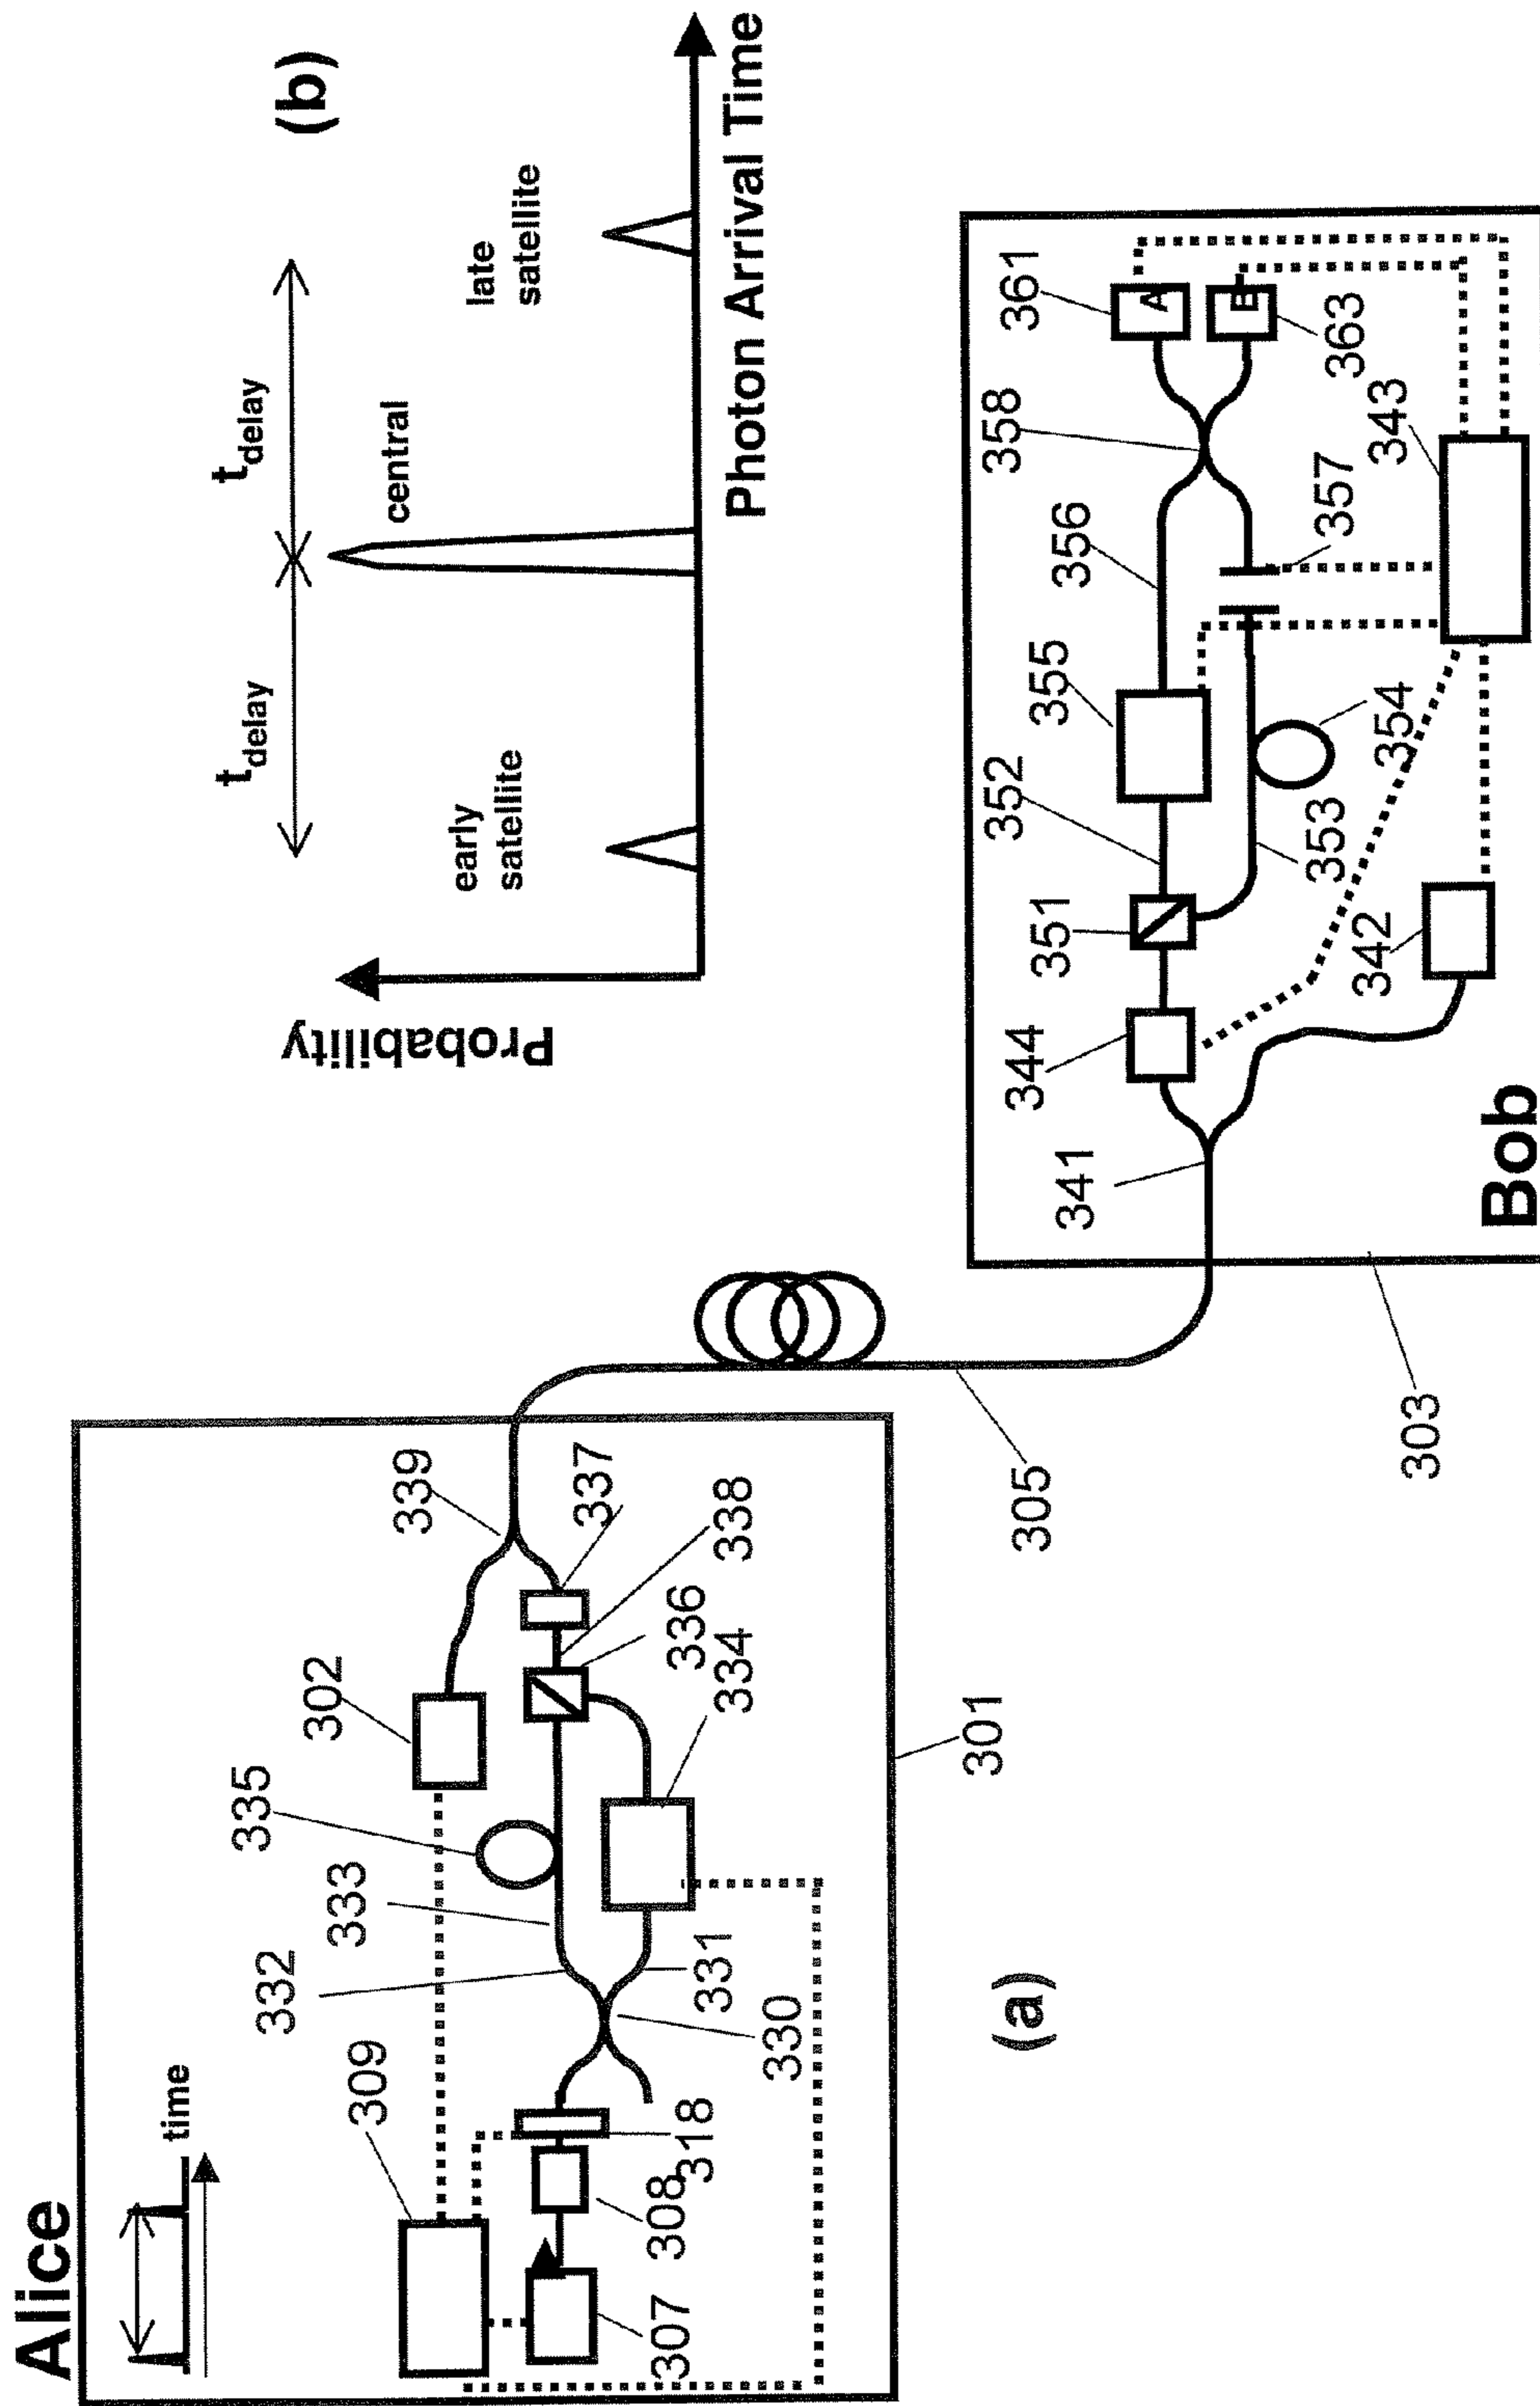 Alice
time
309
332
333
335
302
339
337
338
336
334
331
330
318
308
307
301
(a)
305
303
Bob
341
344
351
352
355
356
358
361
363
357
343
354
353
342
A
B
(b)
Probability
Photon Arrival Time
t delay
t delay
early
satellite
central
late
satellite